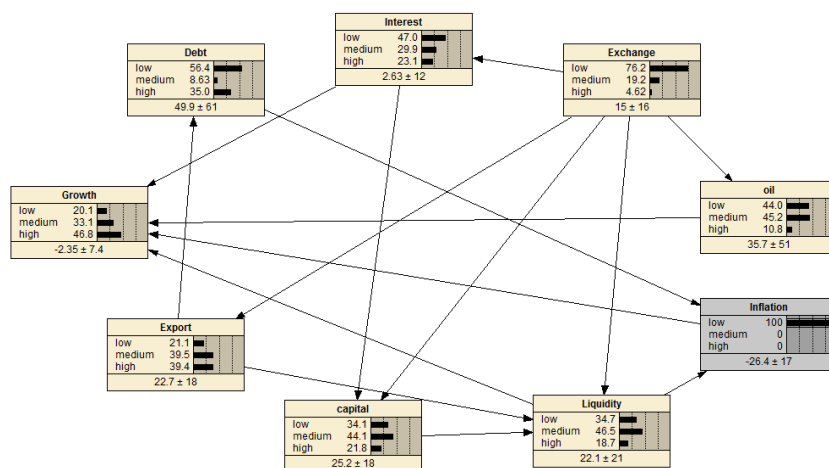 Interest
low 47.0
medium 29.9
high 23.1
2.63 ± 12
Debt
low 56.4
medium 8.63
high 35.0
49.9 ± 61
Exchange
low 76.2
medium 19.2
high 4.62
15 ± 16
Growth
low 20.1
medium 33.1
high 46.8
-2.35 ± 7.4
oil
low 44.0
medium 45.2
high 10.8
35.7 ± 51
Inflation
low 100
medium 0
high 0
-26.4 ± 17
Export
low 21.1
medium 39.5
high 39.4
22.7 ± 18
capital
low 34.1
medium 44.1
high 21.8
25.2 ± 18
Liquidity
low 34.7
medium 46.5
high 18.7
22.1 ± 21